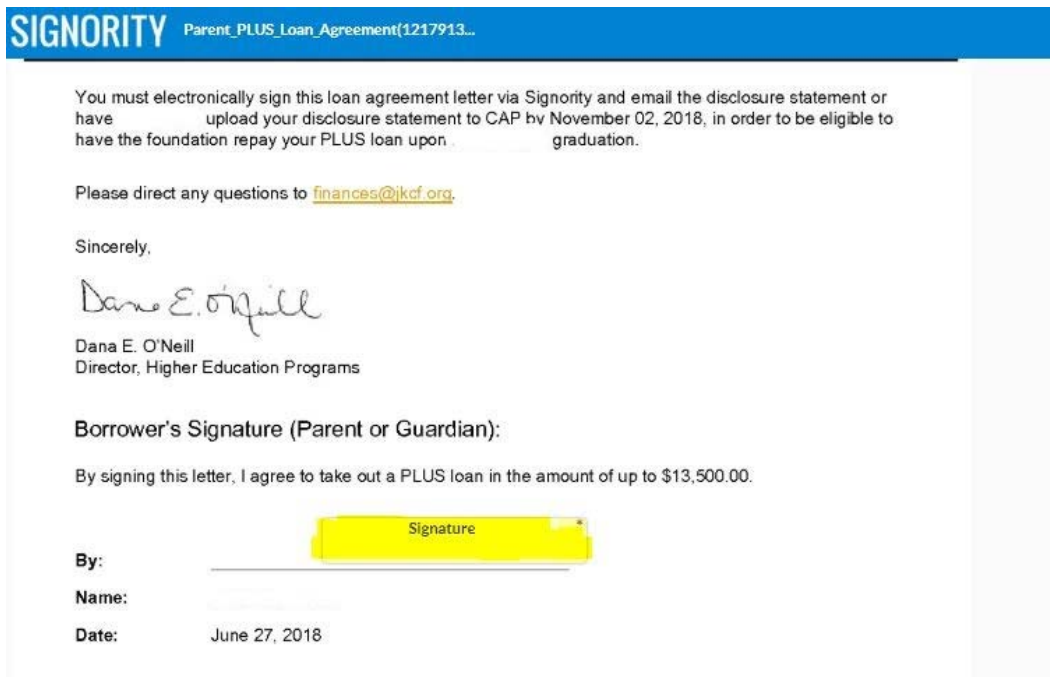 SIGNORITY Parent_PLUS_Loan_Agreement(1217913...
You must electronically sign this loan agreement letter via Signority and email the disclosure statement or
have upload your disclosure statement to CAP by November 02, 2018, in order to be eligible to
have the foundation repay your PLUS loan upon graduation.
Please direct any questions to finances@jkcf.org.
Sincerely,
Dana E. O'Neill
Dana E. O'Neill
Director, Higher Education Programs
Borrower's Signature (Parent or Guardian):
By signing this letter, I agree to take out a PLUS loan in the amount of up to $13,500.00.
Signature *
By:
Name:
Date: June 27, 2018